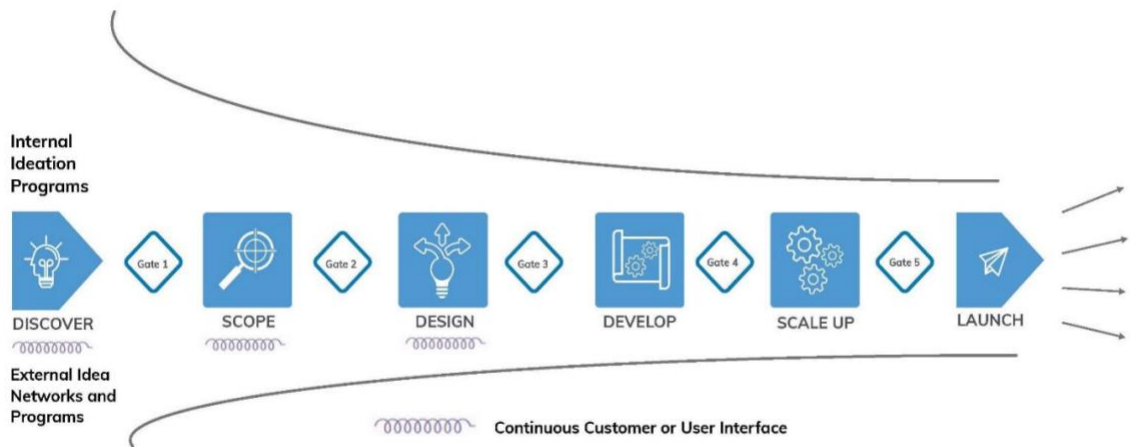 Internal
Ideation
Programs
Gate 1
Gate 2
Gate 3
Gate 4
Gate 5
DISCOVER
SCOPE
DESIGN
DEVELOP
SCALE UP
LAUNCH
External Idea
Networks and
Programs
Continuous Customer or User Interface